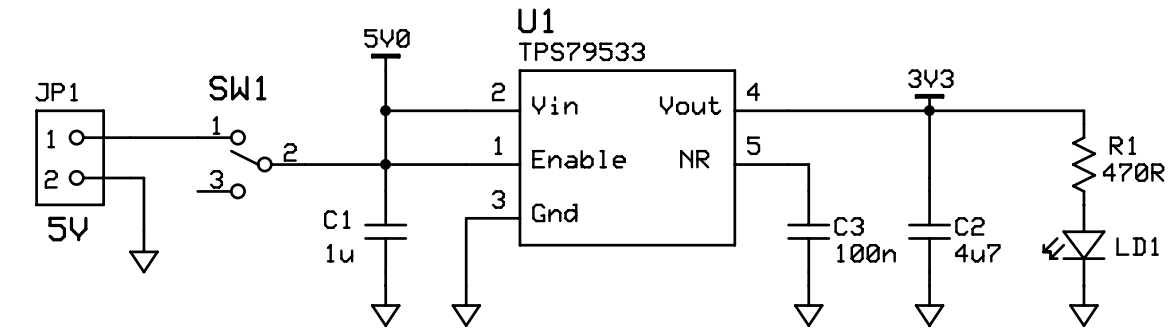 JP1
1
2
5V
SW1
1
2
3
5V0
C1
1u
U1
TPS79533
2 Vin Vout 4
1 Enable NR 5
3 Gnd
C3
100n
3V3
C2
4u7
R1
470R
LD1